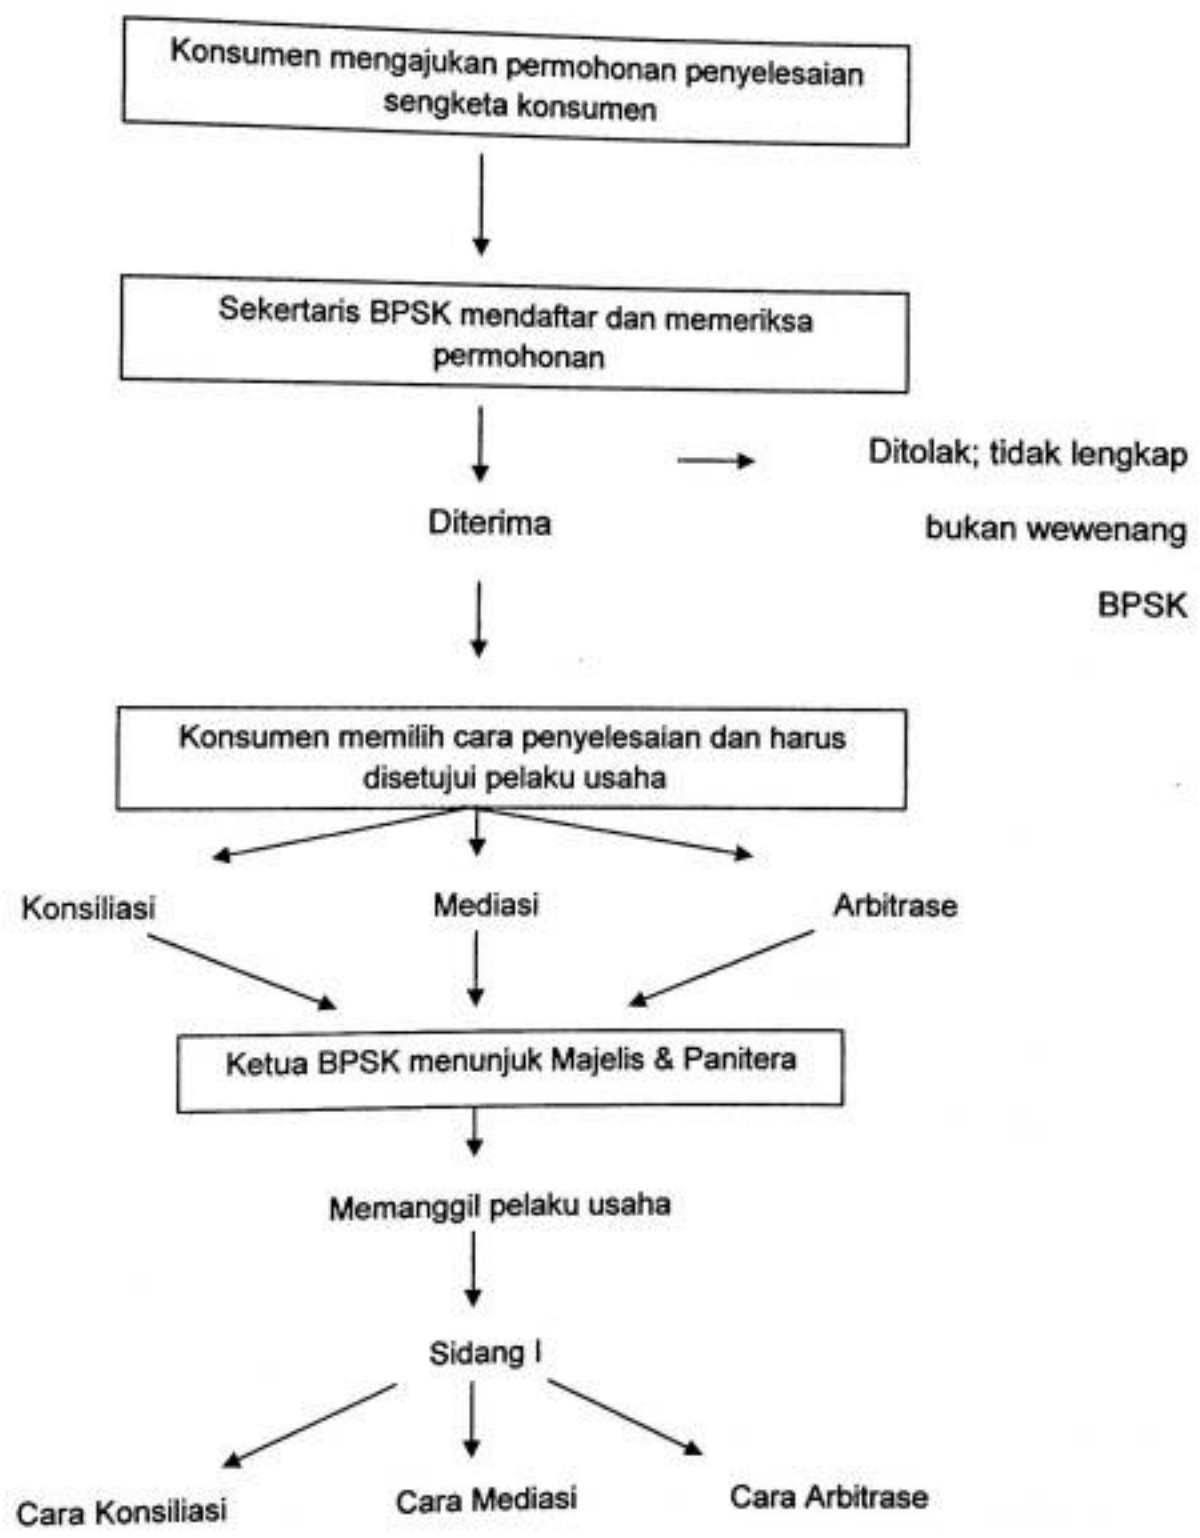 Konsumen mengajukan permohonan penyelesaian
sengketa konsumen
Sekertaris BPSK mendaftar dan memeriksa
permohonan
Ditolak; tidak lengkap
Diterima
bukan wewenang
BPSK
Konsumen memilih cara penyelesaian dan harus
disetujui pelaku usaha
Konsiliasi
Mediasi
Arbitrase
Ketua BPSK menunjuk Majelis & Panitera
Memanggil pelaku usaha
Sidang I
Cara Konsiliasi
Cara Mediasi
Cara Arbitrase